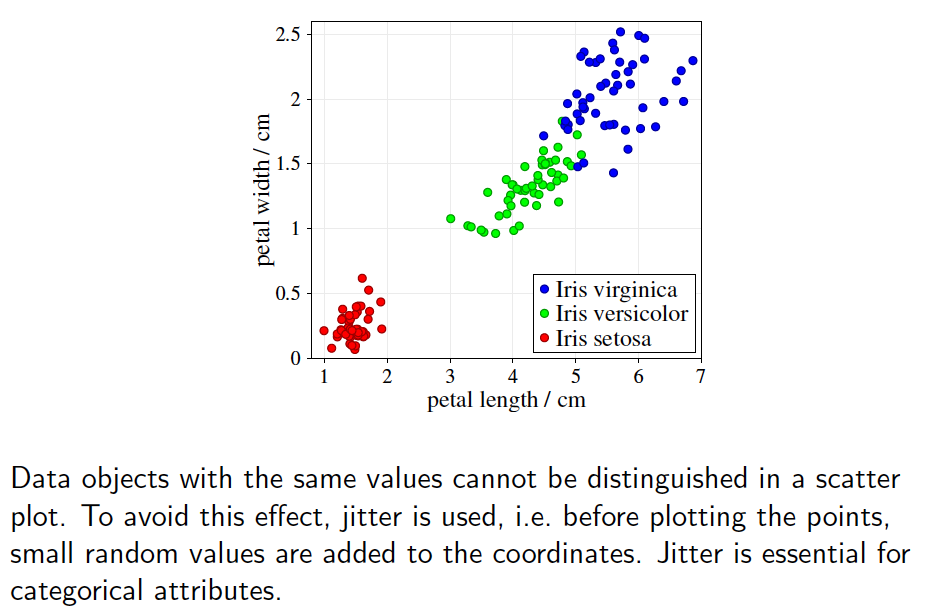 2.5
2
1.5
1
0.5
0
petal width / cm
Iris virginica
Iris versicolor
Iris setosa
1 2 3 4 5 6 7
petal length / cm
Data objects with the same values cannot be distinguished in a scatter
plot. To avoid this effect, jitter is used, i.e. before plotting the points,
small random values are added to the coordinates. Jitter is essential for
categorical attributes.